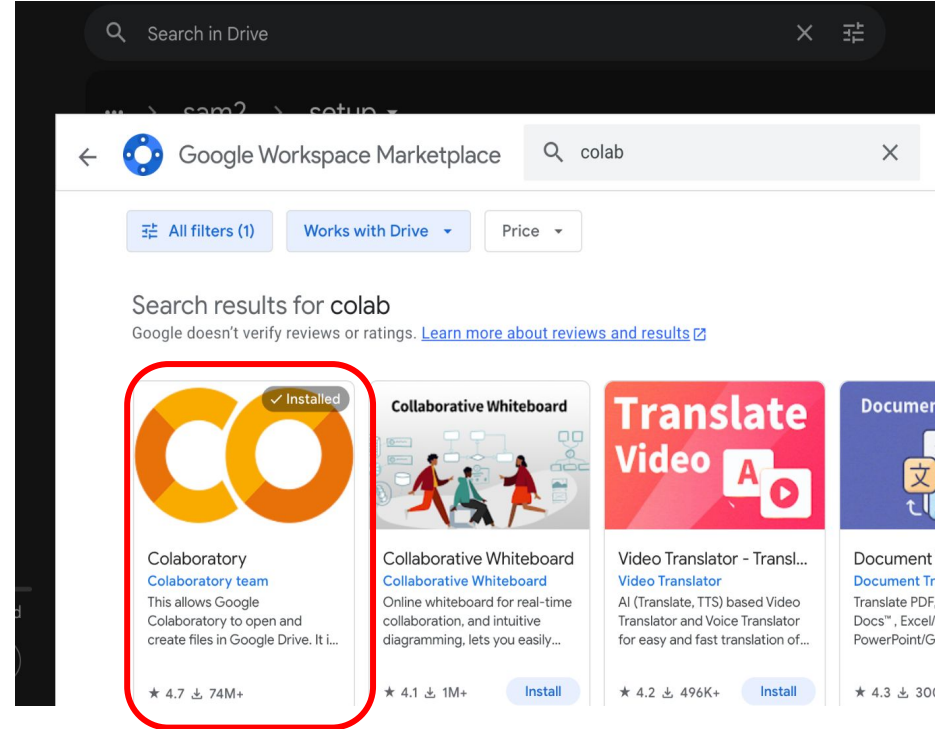 Search in Drive
sam2 > setup
Google Workspace Marketplace
colab
All filters (1)
Works with Drive
Price
Search results for colab
Google doesn't verify reviews or ratings. Learn more about reviews and results
Installed
Colaboratory
Colaboratory team
This allows Google
Colaboratory to open and
create files in Google Drive. It i...
4.7 74M+
Collaborative Whiteboard
Collaborative Whiteboard
Collaborative Whiteboard
Online whiteboard for real-time
collaboration, and intuitive
diagramming, lets you easily...
4.1 1M+
Install
Translate
Video
A
Video Translator - Transl...
Video Translator
AI (Translate, TTS) based Video
Translator and Voice Translator
for easy and fast translation of...
4.2 496K+
Install
Documen
文
Document
Document Tr
Translate PDF,
Docs™, Excel/
PowerPoint/G
4.3 300
d